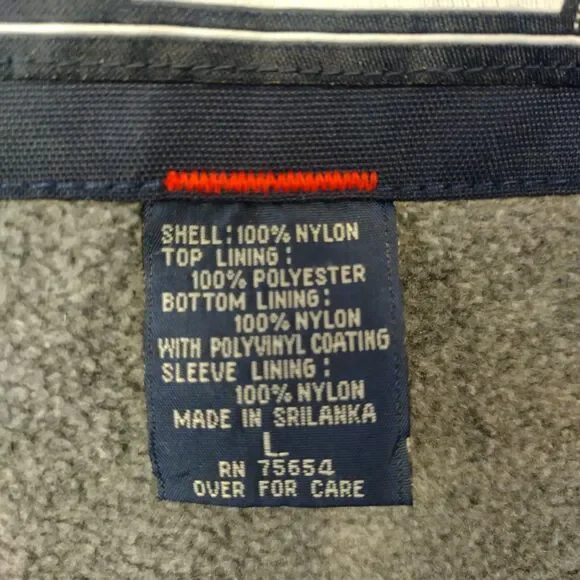 SHELL: 100% NYLON
TOP LINING:
100% POLYESTER
BOTTOM LINING:
100% NYLON
WITH POLYVINYL COATING
SLEEVE LINING:
100% NYLON
MADE IN SRILANKA
L
RN 75654
OVER FOR CARE